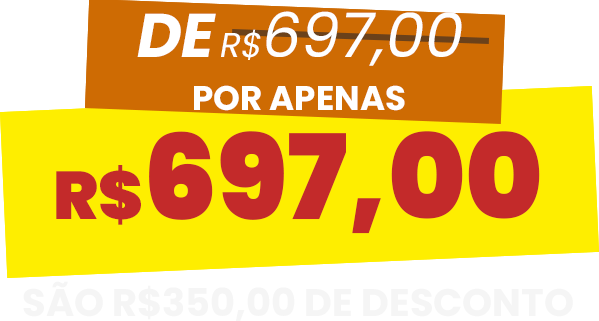 DE R$697,00
POR APENAS
R$697,00
SÃO R$350,00 DE DESCONTO